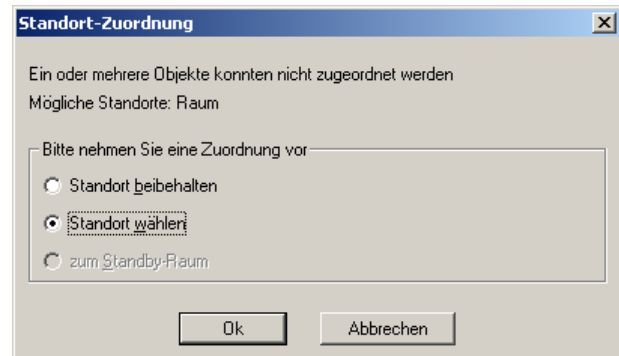 Standort-Zuordnung
Ein oder mehrere Objekte konnten nicht zugeordnet werden
Mögliche Standorte: Raum
Bitte nehmen Sie eine Zuordnung vor
Standort beibehalten
Standort wählen
zum Standby-Raum
Ok Abbrechen